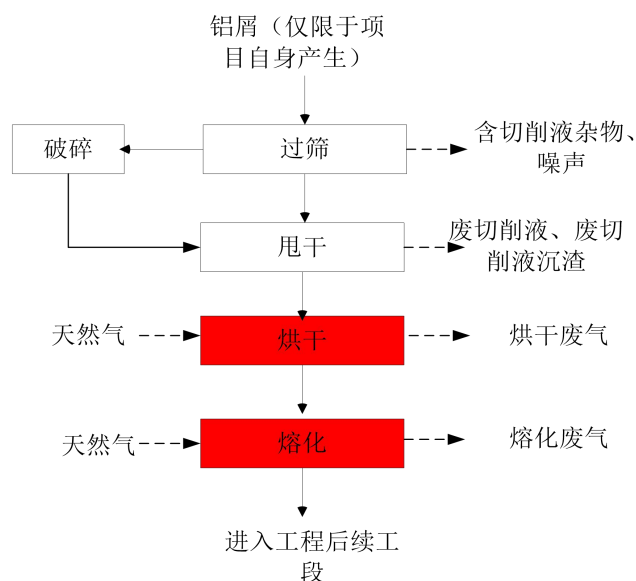 铝屑（仅限于项
目自身产生）
破碎
过筛
含切削液杂物、
噪声
甩干
废切削液、废切
削液沉渣
天然气
烘干
烘干废气
天然气
熔化
熔化废气
进入工程后续工
段